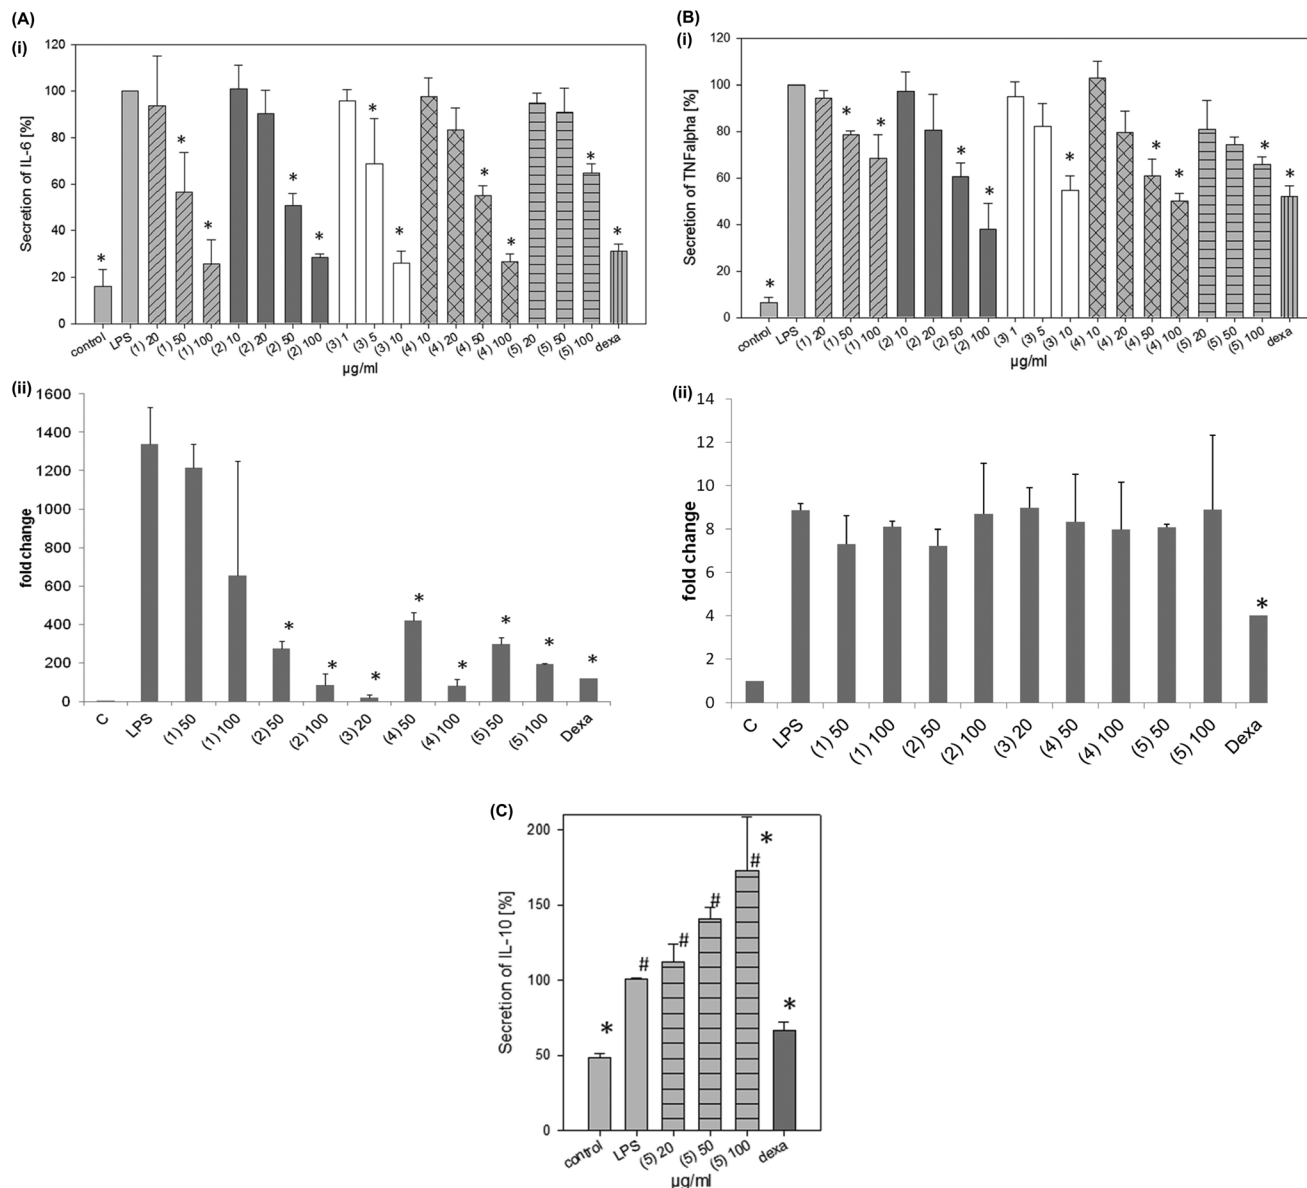 (A)
(i)
Secretion of IL-6 [%]
120
100
80
60
40
20
0
* * * * * * * * * * *
control LPS (1) 20 (1) 50 (1) 100 (2) 10 (2) 20 (2) 50 (2) 100 (3) 1 (3) 5 (3) 10 (4) 10 (4) 20 (4) 50 (4) 100 (5) 20 (5) 50 (5) 100 dexa
µg/ml
(B)
(i)
Secretion of TNFalpha [%]
120
100
80
60
40
20
0
* * * * * * * * * *
control LPS (1) 20 (1) 50 (1) 100 (2) 10 (2) 20 (2) 50 (2) 100 (3) 1 (3) 5 (3) 10 (4) 10 (4) 20 (4) 50 (4) 100 (5) 20 (5) 50 (5) 100 dexa
µg/ml
(ii)
fold change
1600
1400
1200
1000
800
600
400
200
0
* * * * * * * *
C LPS (1) 50 (1) 100 (2) 50 (2) 100 (3) 20 (4) 50 (4) 100 (5) 50 (5) 100 Dexa
(ii)
fold change
14
12
10
8
6
4
2
0
*
C LPS (1) 50 (1) 100 (2) 50 (2) 100 (3) 20 (4) 50 (4) 100 (5) 50 (5) 100 Dexa
(C)
Secretion of IL-10 [%]
200
150
100
50
0
* # # # # * *
control LPS (5) 20 (5) 50 (5) 100 dexa
µg/ml